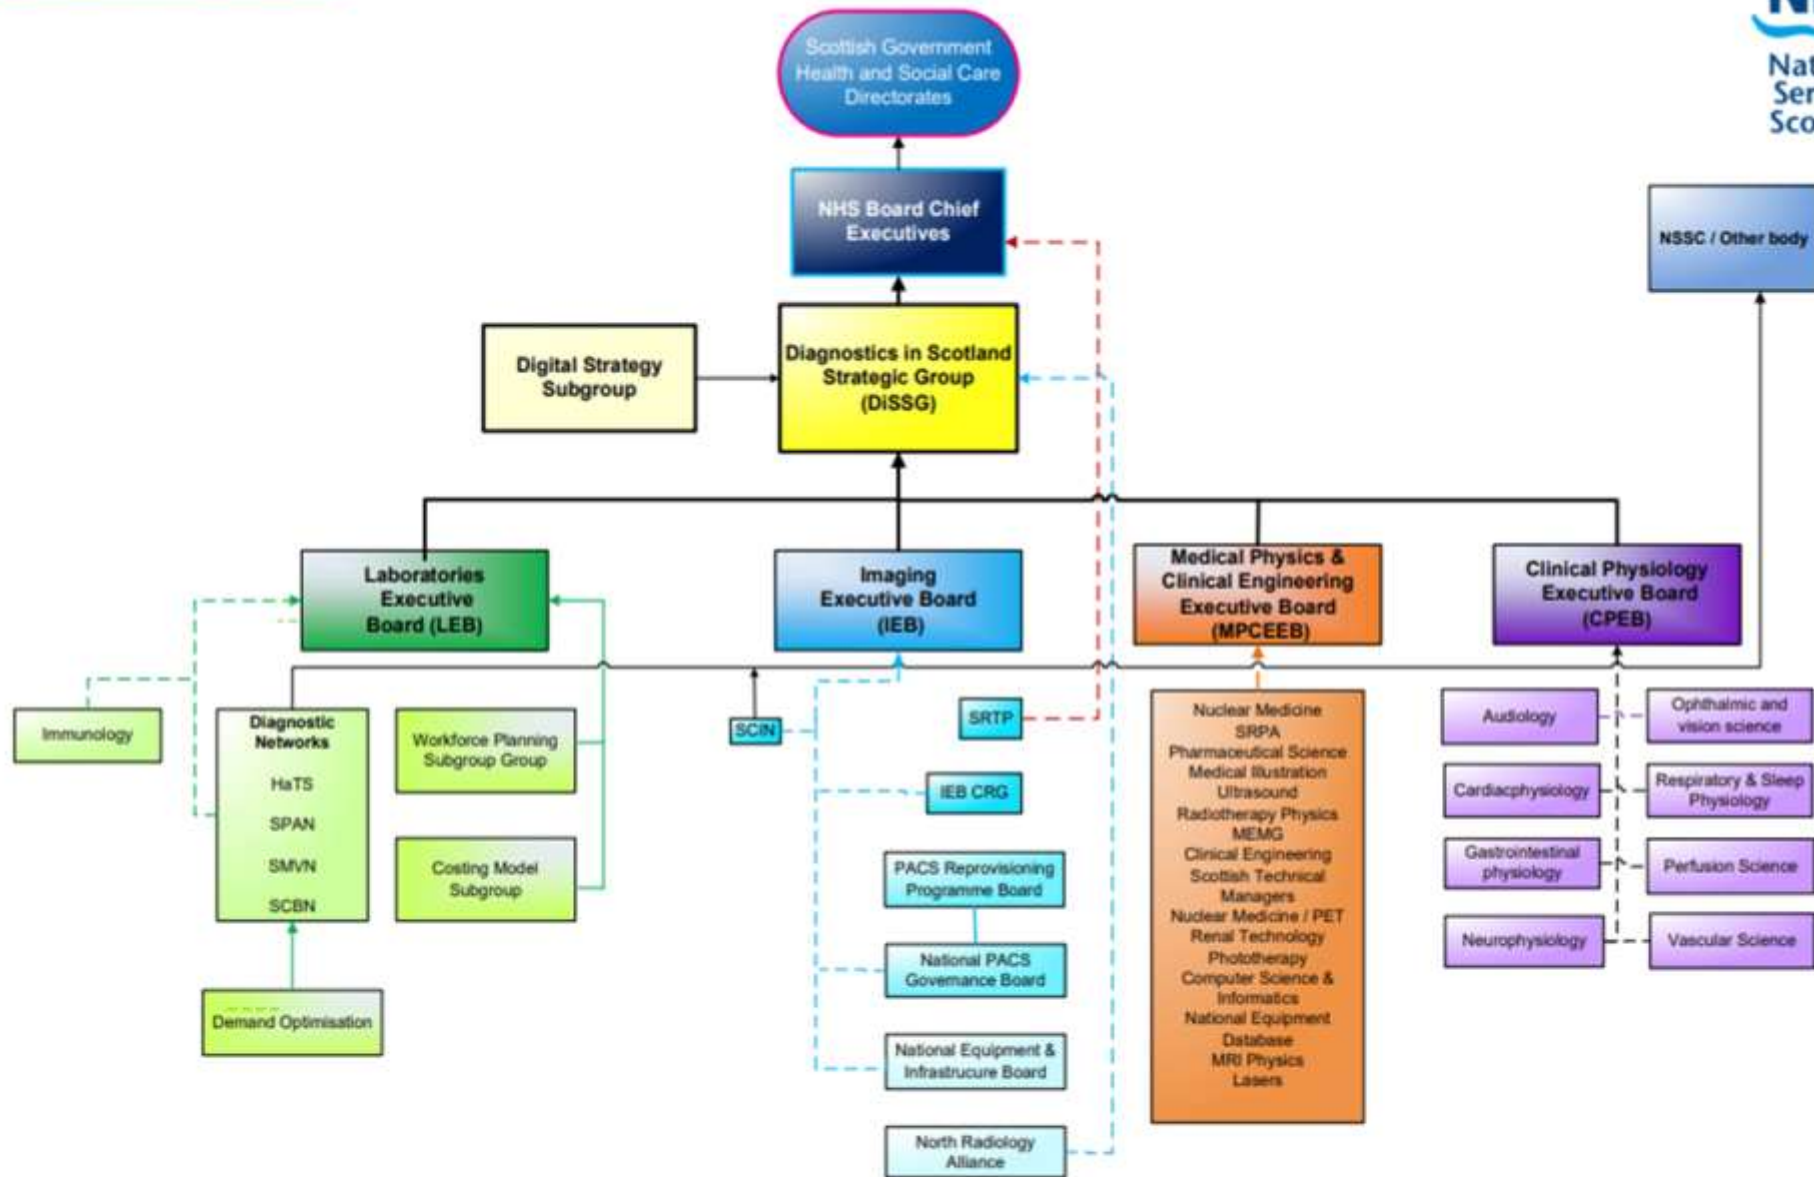 Nat
Ser
Sco
Scottish Government
Health and Social Care
Directorates
NHS Board Chief
Executives
NSSC / Other body
Digital Strategy
Subgroup
Diagnostics in Scotland
Strategic Group
(DiSSG)
Laboratories
Executive
Board (LEB)
Imaging
Executive Board
(IEB)
Medical Physics &
Clinical Engineering
Executive Board
(MPCEEB)
Clinical Physiology
Executive Board
(CPEB)
Immunology
Diagnostic
Networks
HaTS
SPAN
SMVN
SCBN
Workforce Planning
Subgroup Group
Costing Model
Subgroup
Demand Optimisation
SCIN
SRTP
IEB CRG
PACS Reprovisioning
Programme Board
National PACS
Governance Board
National Equipment &
Infrastrucure Board
North Radiology
Alliance
Nuclear Medicine
SRPA
Pharmaceutical Science
Medical Illustration
Ultrasound
Radiotherapy Physics
MEMG
Clinical Engineering
Scottish Technical
Managers
Nuclear Medicine / PET
Renal Technology
Phototherapy
Computer Science &
Informatics
National Equipment
Database
MRI Physics
Lasers
Audiology
Ophthalmic and
vision science
Cardiacphysiology
Respiratory & Sleep
Physiology
Gastrointestinal
physiology
Perfusion Science
Neurophysiology
Vascular Science